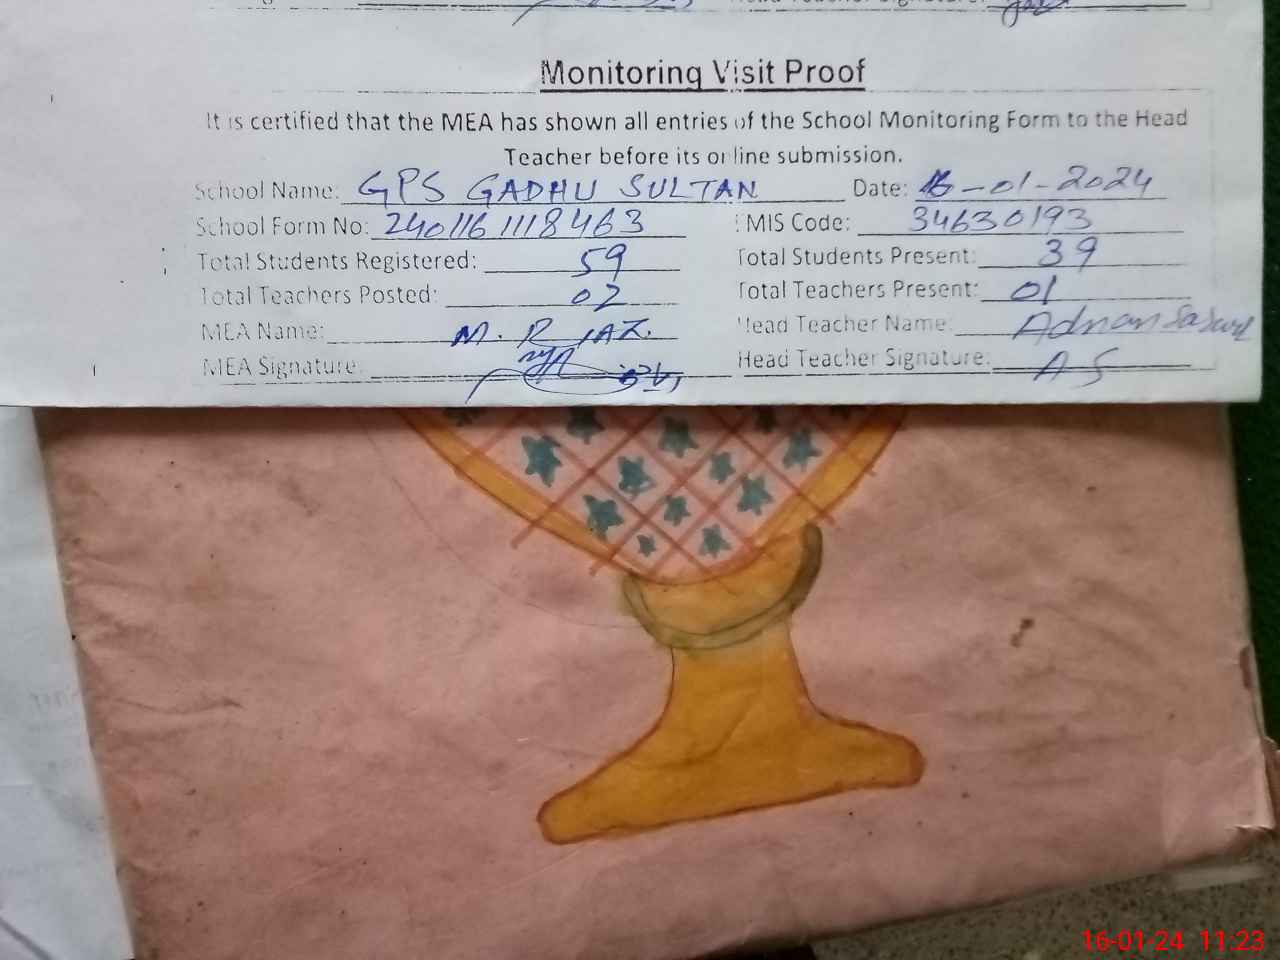 Monitoring Visit Proof
It is certified that the MEA has shown all entries of the School Monitoring Form to the Head
Teacher before its online submission.
School Name: GPS GADHU SULTAN Date: 16-01-2024
School Form No: 240116 1118463 EMIS Code: 34630193
Total Students Registered: 59 Total Students Present: 39
Total Teachers Posted: 02 Total Teachers Present: 01
MEA Name: M. RIAZ. Head Teacher Name: Adnan
MEA Signature: Head Teacher Signature: A S
16-01-24 11:23